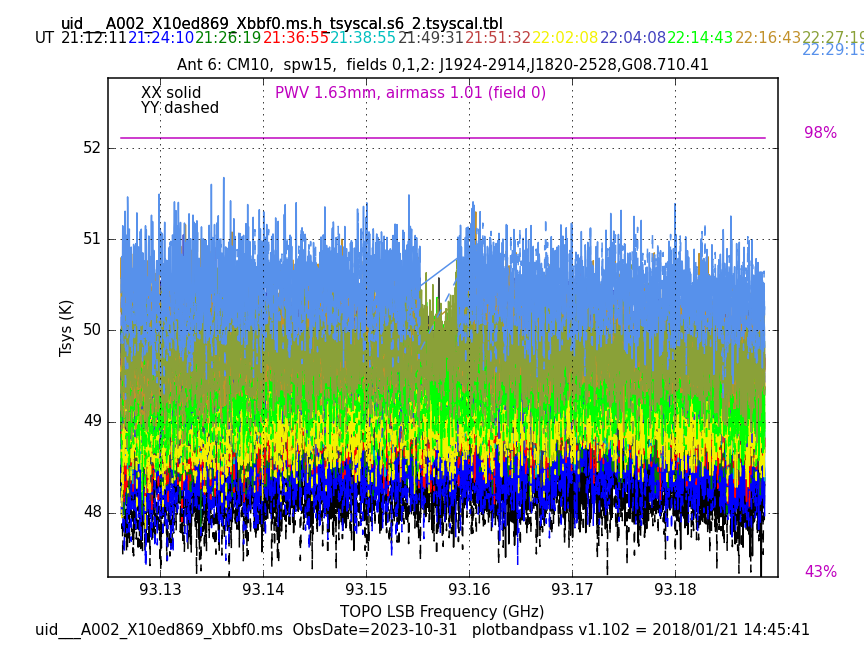 uid___A002_X10ed869_Xbbf0.ms.h_tsyscal.s6_2.tsyscal.tbl
UT 21:12:11 21:24:10 21:26:19 21:36:55 21:38:55 21:49:31 21:51:32 22:02:08 22:04:08 22:14:43 22:16:43 22:27:19
22:29:19
Ant 6: CM10,  spw15,  fields 0,1,2: J1924-2914,J1820-2528,G08.710.41
XX solid PWV 1.63mm, airmass 1.01 (field 0)
YY dashed
98%
52
51
50
49
48
Tsys (K)
43%
93.13 93.14 93.15 93.16 93.17 93.18
TOPO LSB Frequency (GHz)
uid___A002_X10ed869_Xbbf0.ms  ObsDate=2023-10-31   plotbandpass v1.102 = 2018/01/21 14:45:41